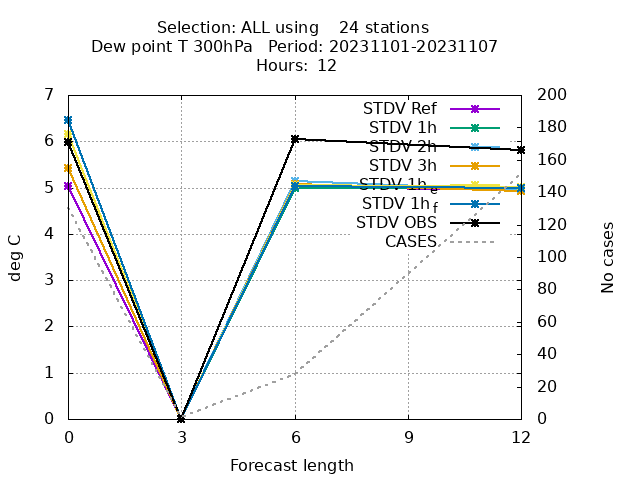 Selection: ALL using 24 stations
Dew point T 300hPa Period: 20231101-20231107
Hours: 12
7
6
5
4
3
2
1
0
200
180
160
140
120
100
80
60
40
20
0
deg C
No cases
STDV Ref
STDV 1h
STDV 2h
STDV 3h
STDV 1h e
STDV 1h f
STDV OBS
CASES
0 3 6 9 12
Forecast length